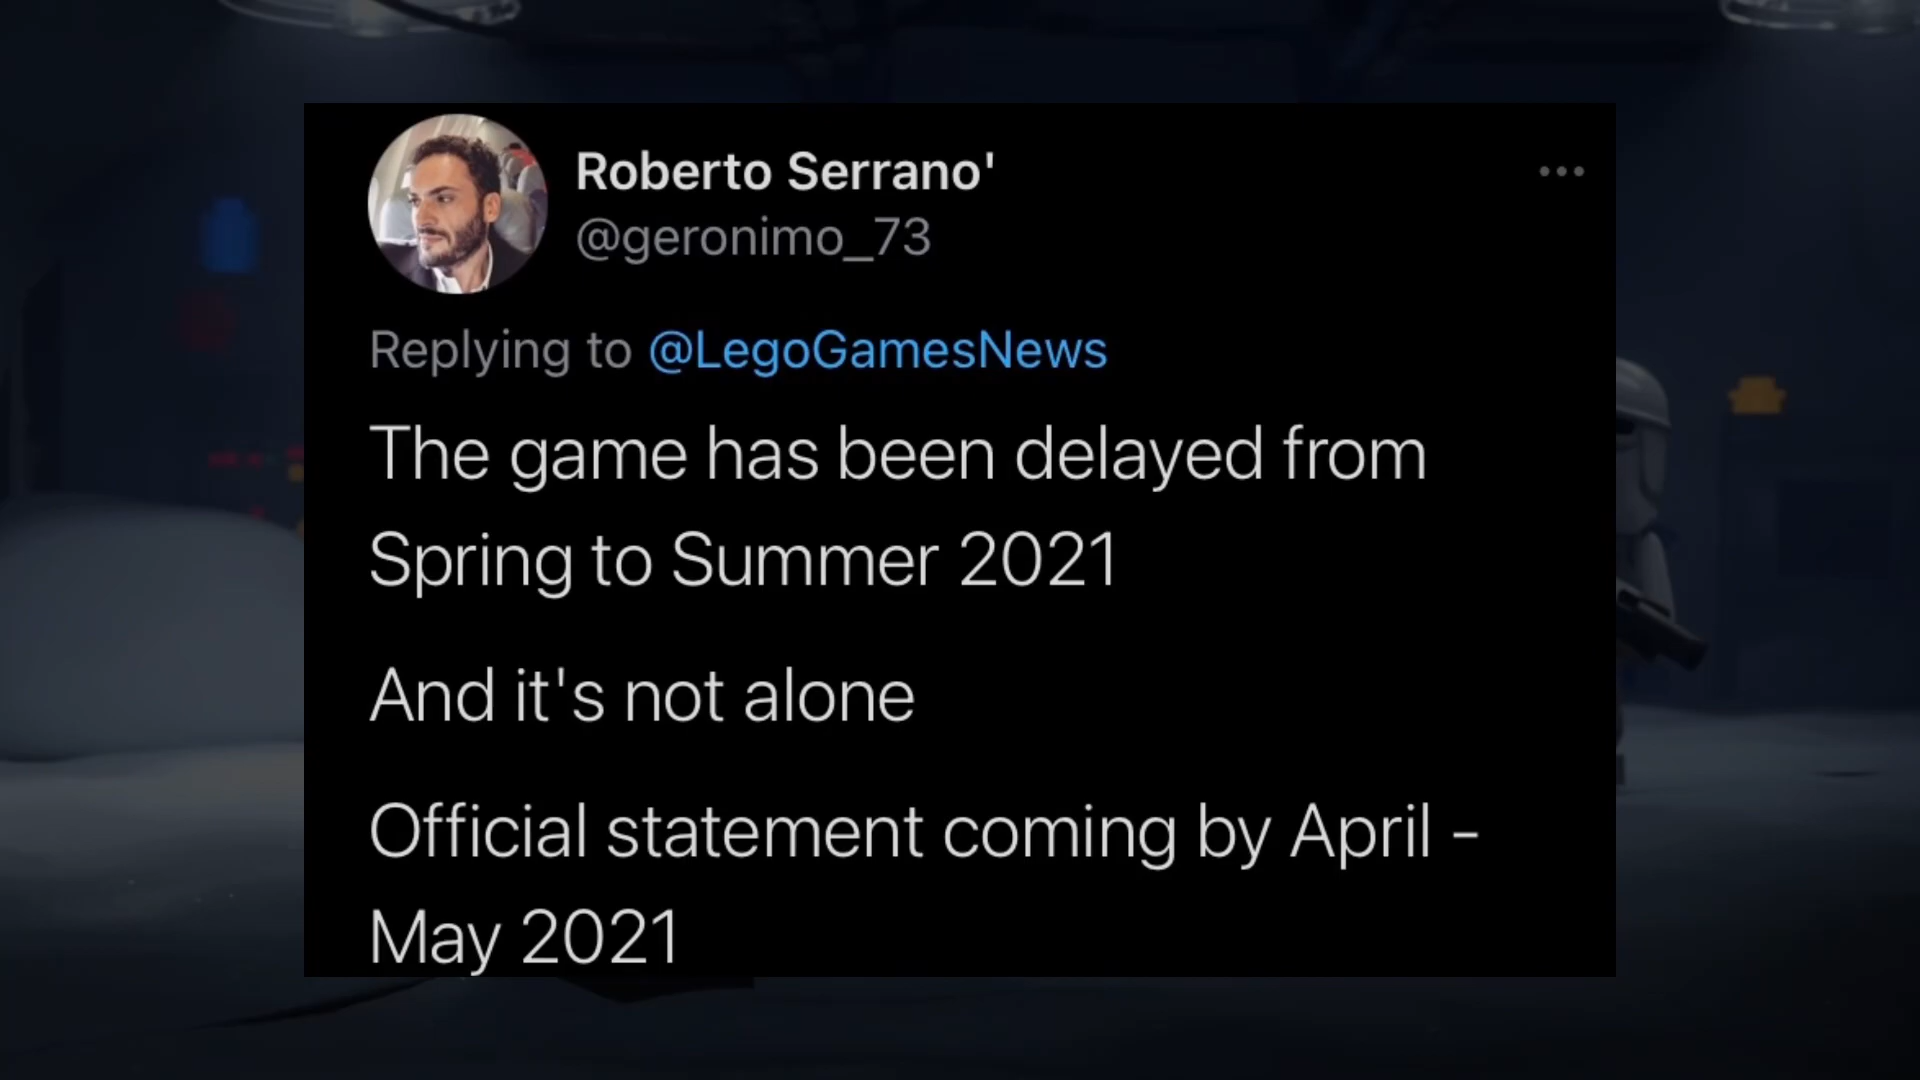 Roberto Serrano'
@geronimo_73
Replying to @LegoGamesNews
The game has been delayed from
Spring to Summer 2021
And it's not alone
Official statement coming by April -
May 2021